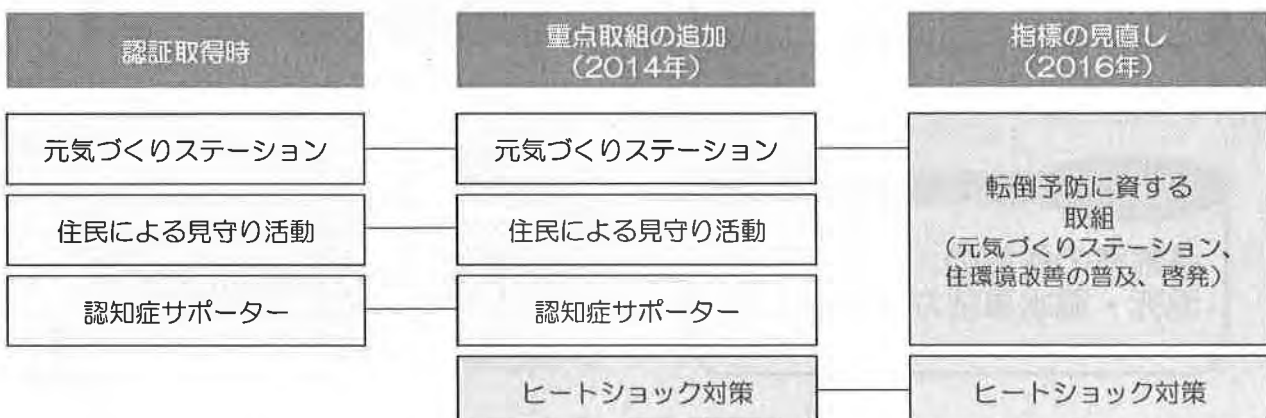 認証取得時
重点取組の追加
（2014年）
指標の見直し
（2016年）
元気づくりステーション
元気づくりステーション
転倒予防に資する
取組
（元気づくりステーション、
住環境改善の普及、啓発）
住民による見守り活動
住民による見守り活動
認知症サポーター
認知症サポーター
ヒートショック対策
ヒートショック対策